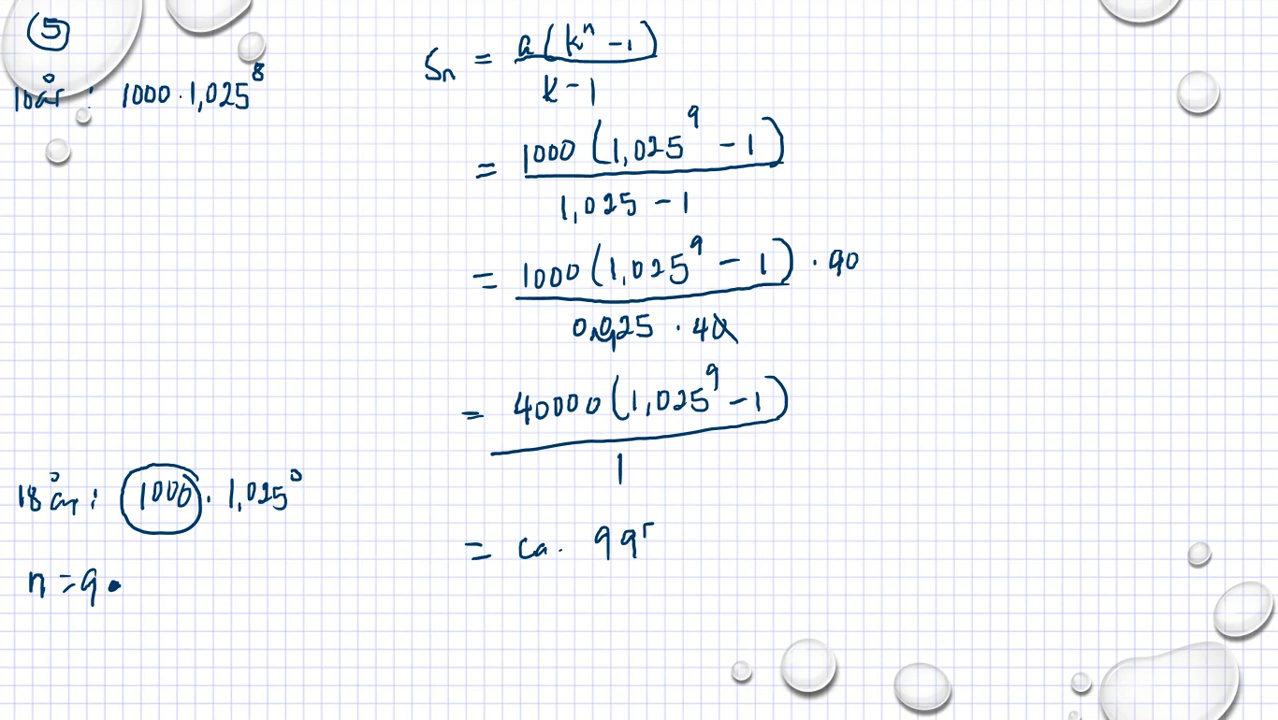 5
10år : 1000 · 1,025^8
18år : 1000 · 1,025^0
n = 9
Sn = a(k^n - 1) / k - 1
= 1000(1,025^9 - 1) / 1,025 - 1
= 1000(1,025^9 - 1) · 40 / 0,025 · 40
= 40000(1,025^9 - 1) / 1
= ca. 99